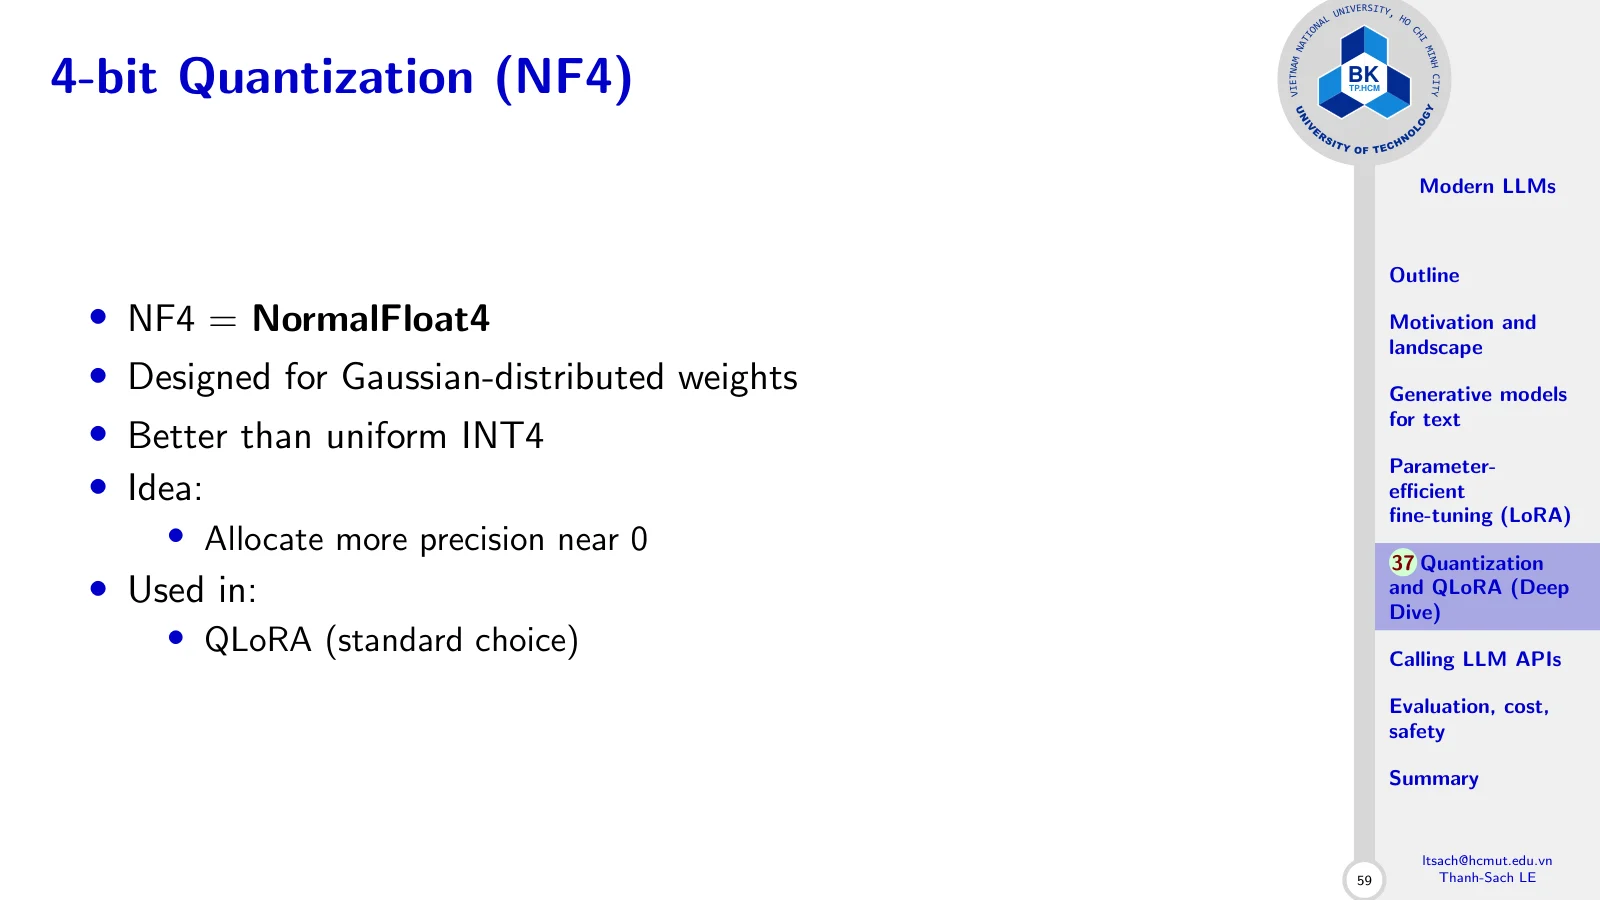 4-bit Quantization (NF4)
• NF4 = NormalFloat4
• Designed for Gaussian-distributed weights
• Better than uniform INT4
• Idea:
• Allocate more precision near 0
• Used in:
• QLoRA (standard choice)
VIETNAM NATIONAL UNIVERSITY, HO CHI MINH CITY
BK
TP.HCM
UNIVERSITY OF TECHNOLOGY
Modern LLMs
Outline
Motivation and
landscape
Generative models
for text
Parameter-
efficient
fine-tuning (LoRA)
37 Quantization
and QLoRA (Deep
Dive)
Calling LLM APIs
Evaluation, cost,
safety
Summary
ltsach@hcmut.edu.vn
Thanh-Sach LE
59